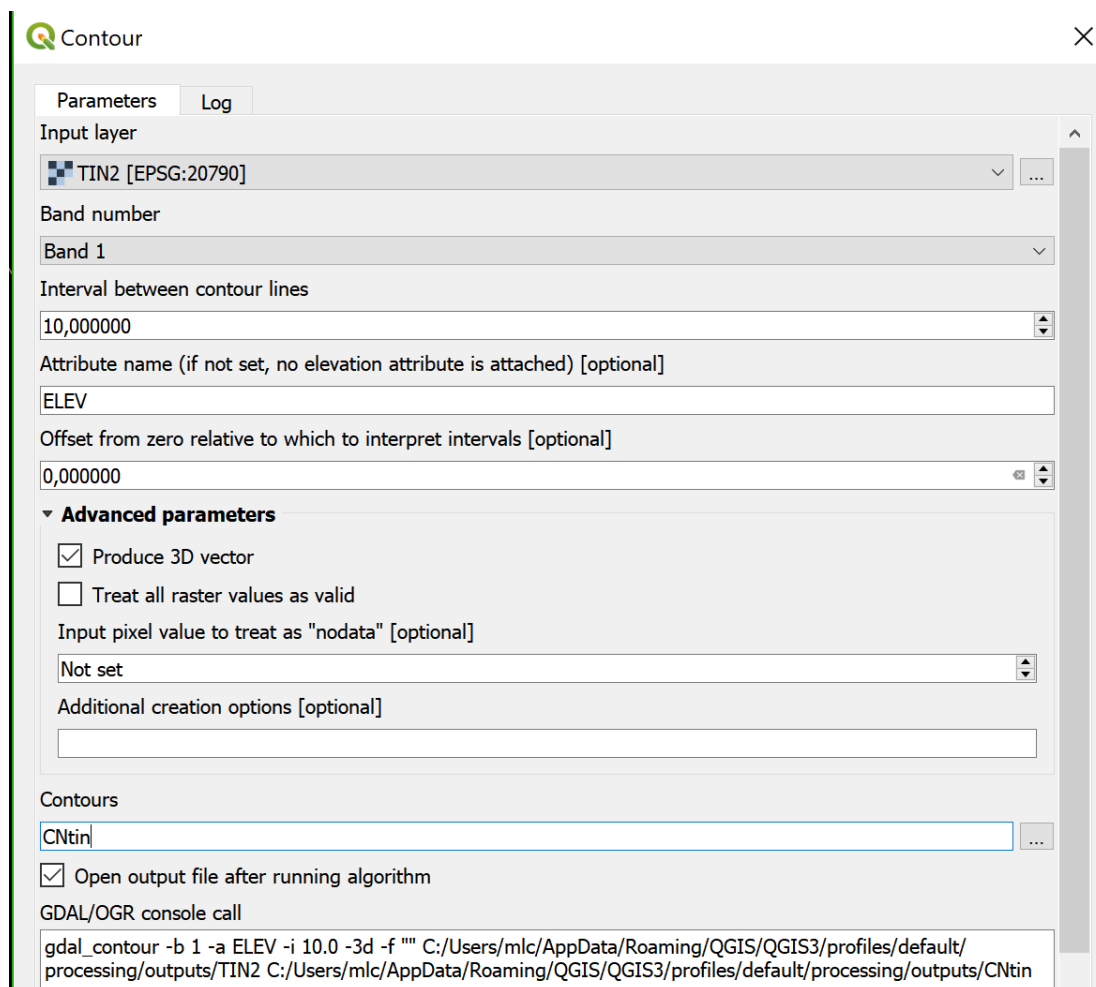 Contour
Parameters
Log
Input layer
TIN2 [EPSG:20790]
...
Band number
Band 1
Interval between contour lines
10,000000
Attribute name (if not set, no elevation attribute is attached) [optional]
ELEV
Offset from zero relative to which to interpret intervals [optional]
0,000000
Advanced parameters
Produce 3D vector
Treat all raster values as valid
Input pixel value to treat as "nodata" [optional]
Not set
Additional creation options [optional]
Contours
CNtin
...
Open output file after running algorithm
GDAL/OGR console call
gdal_contour -b 1 -a ELEV -i 10.0 -3d -f "" C:/Users/mlc/AppData/Roaming/QGIS/QGIS3/profiles/default/
processing/outputs/TIN2 C:/Users/mlc/AppData/Roaming/QGIS/QGIS3/profiles/default/processing/outputs/CNtin